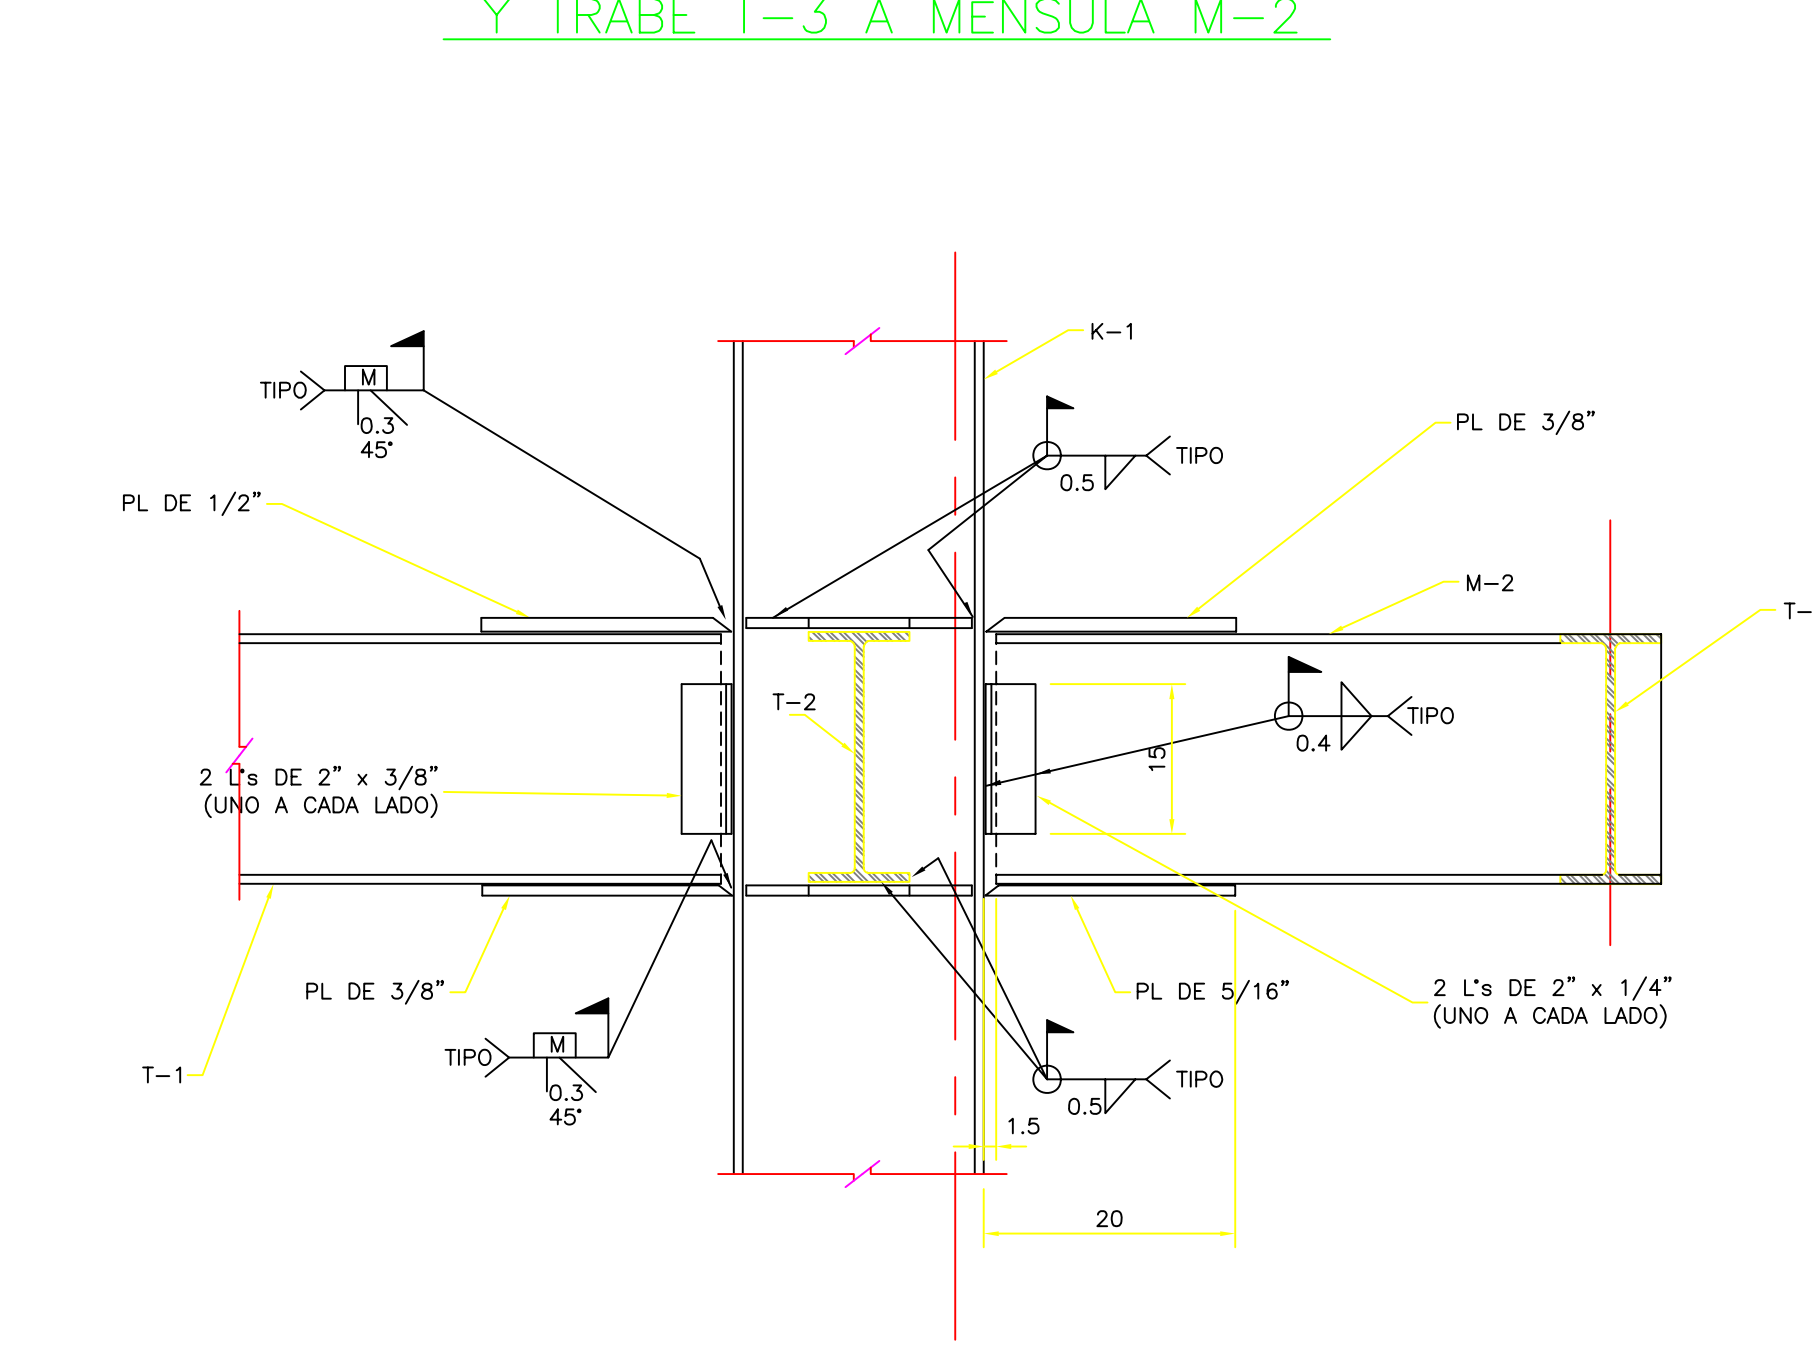 Y TRABE T-3 A MENSULA M-2
K-1
M
TIPO
0.3
45°
PL DE 3/8"
TIPO
0.5
PL DE 1/2"
M-2
T-
T-2
TIPO
0.4
15
2 L's DE 2" x 3/8"
(UNO A CADA LADO)
PL DE 3/8"
PL DE 5/16"
2 L's DE 2" x 1/4"
(UNO A CADA LADO)
M
TIPO
0.3
45°
T-1
TIPO
0.5
1.5
20